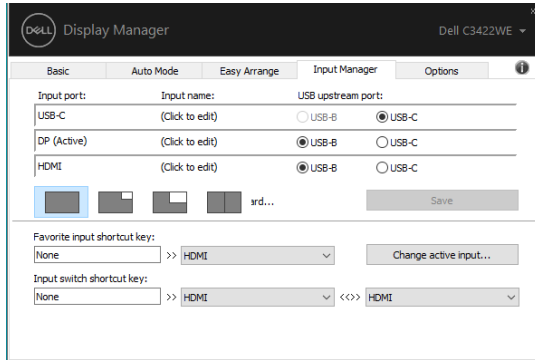 DELL Display Manager Dell C3422WE
Basic Auto Mode Easy Arrange Input Manager Options
Input port: Input name: USB upstream port:
USB-C (Click to edit) USB-B USB-C
DP (Active) (Click to edit) USB-B USB-C
HDMI (Click to edit) USB-B USB-C
ard... Save
Favorite input shortcut key:
None >> HDMI Change active input...
Input switch shortcut key:
None >> HDMI <<>> HDMI